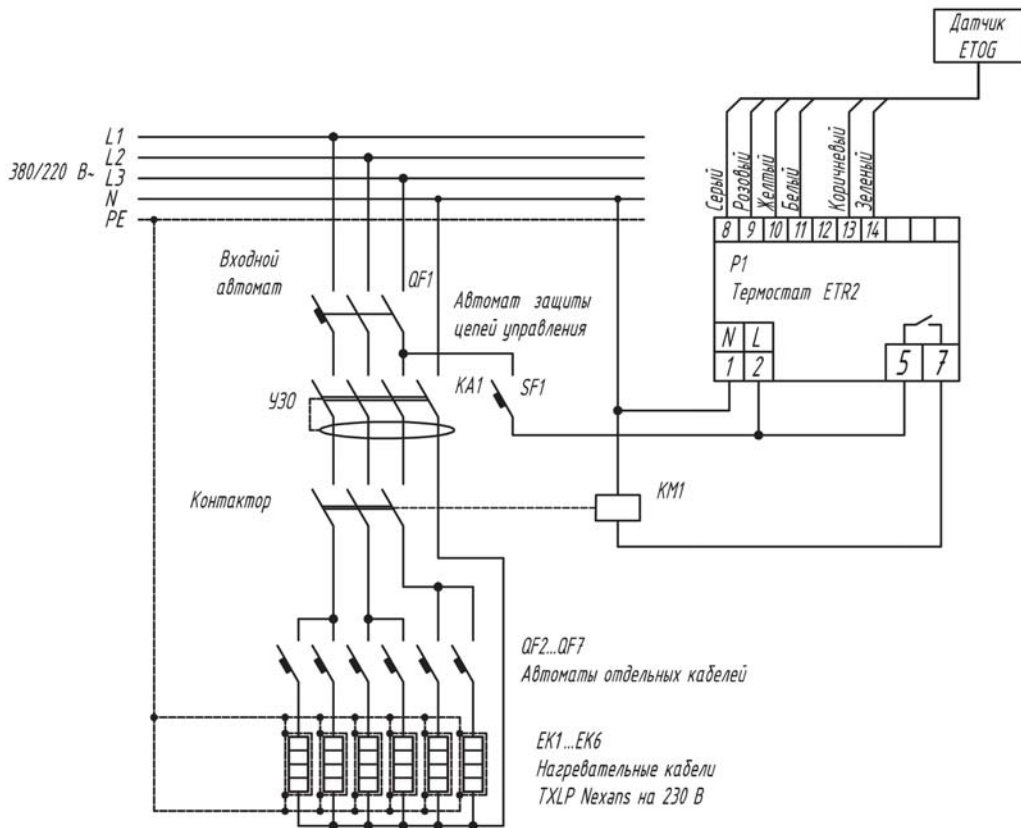 Датчик
ETOG
L1
L2
380/220 В~ L3
N
PE
Серый
Розовый
Желтый
Белый
Коричневый
Зеленый
8 9 10 11 12 13 14
P1
Термостат ETR2
N L
1 2
5 7
Входной
автомат
QF1
Автомат защиты
цепей управления
УЗО
KA1
SF1
Контактор
KM1
QF2...QF7
Автоматы отдельных кабелей
EK1...EK6
Нагревательные кабели
TXLP Nexans на 230 В